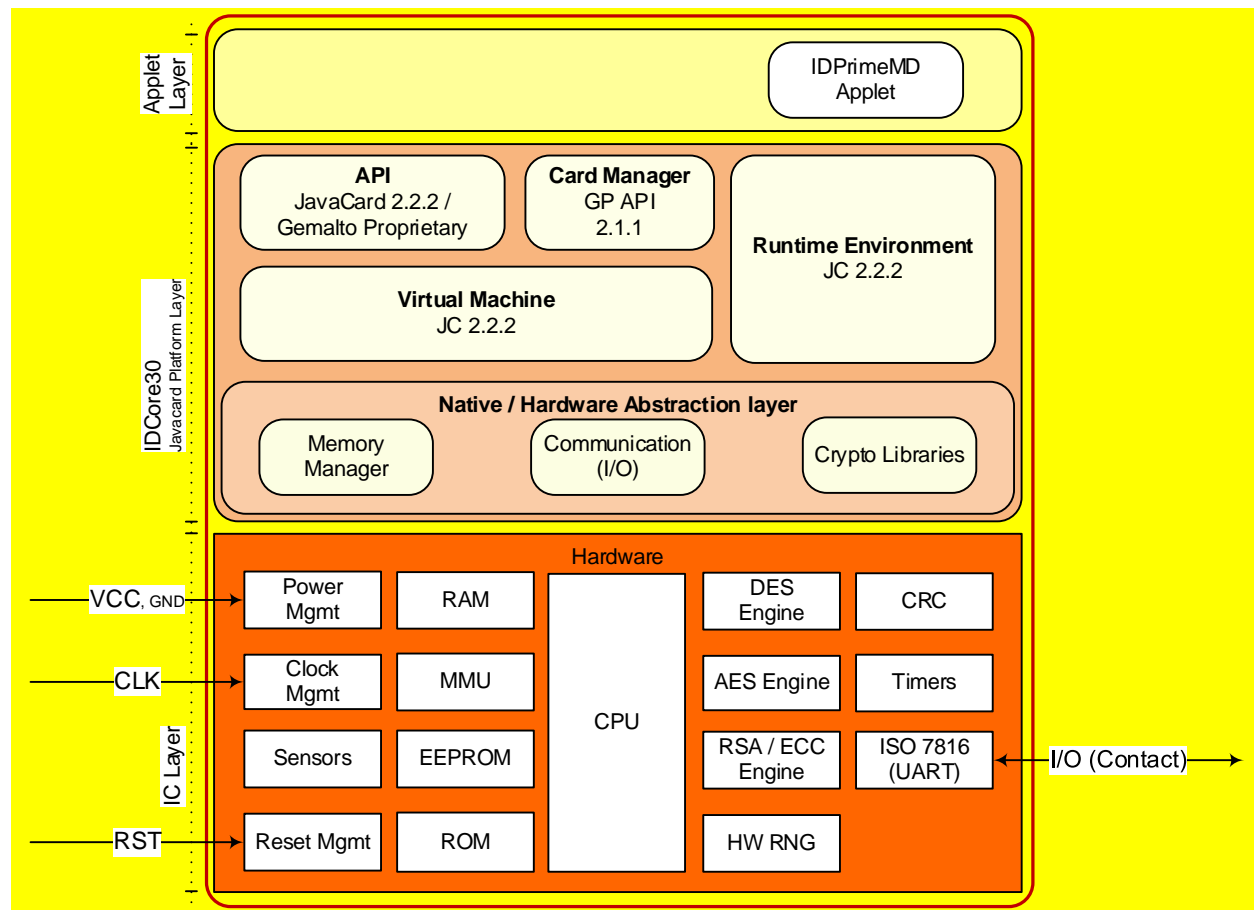 Applet
Layer
IDPrimeMD
Applet
IDCore30
Javacard Platform Layer
API
JavaCard 2.2.2 /
Gemalto Proprietary
Card Manager
GP API
2.1.1
Runtime Environment
JC 2.2.2
Virtual Machine
JC 2.2.2
Native / Hardware Abstraction layer
Memory
Manager
Communication
(I/O)
Crypto Libraries
IC Layer
Hardware
VCC, GND
Power
Mgmt
RAM
CPU
DES
Engine
CRC
CLK
Clock
Mgmt
MMU
AES Engine
Timers
Sensors
EEPROM
RSA / ECC
Engine
ISO 7816
(UART)
I/O (Contact)
RST
Reset Mgmt
ROM
HW RNG